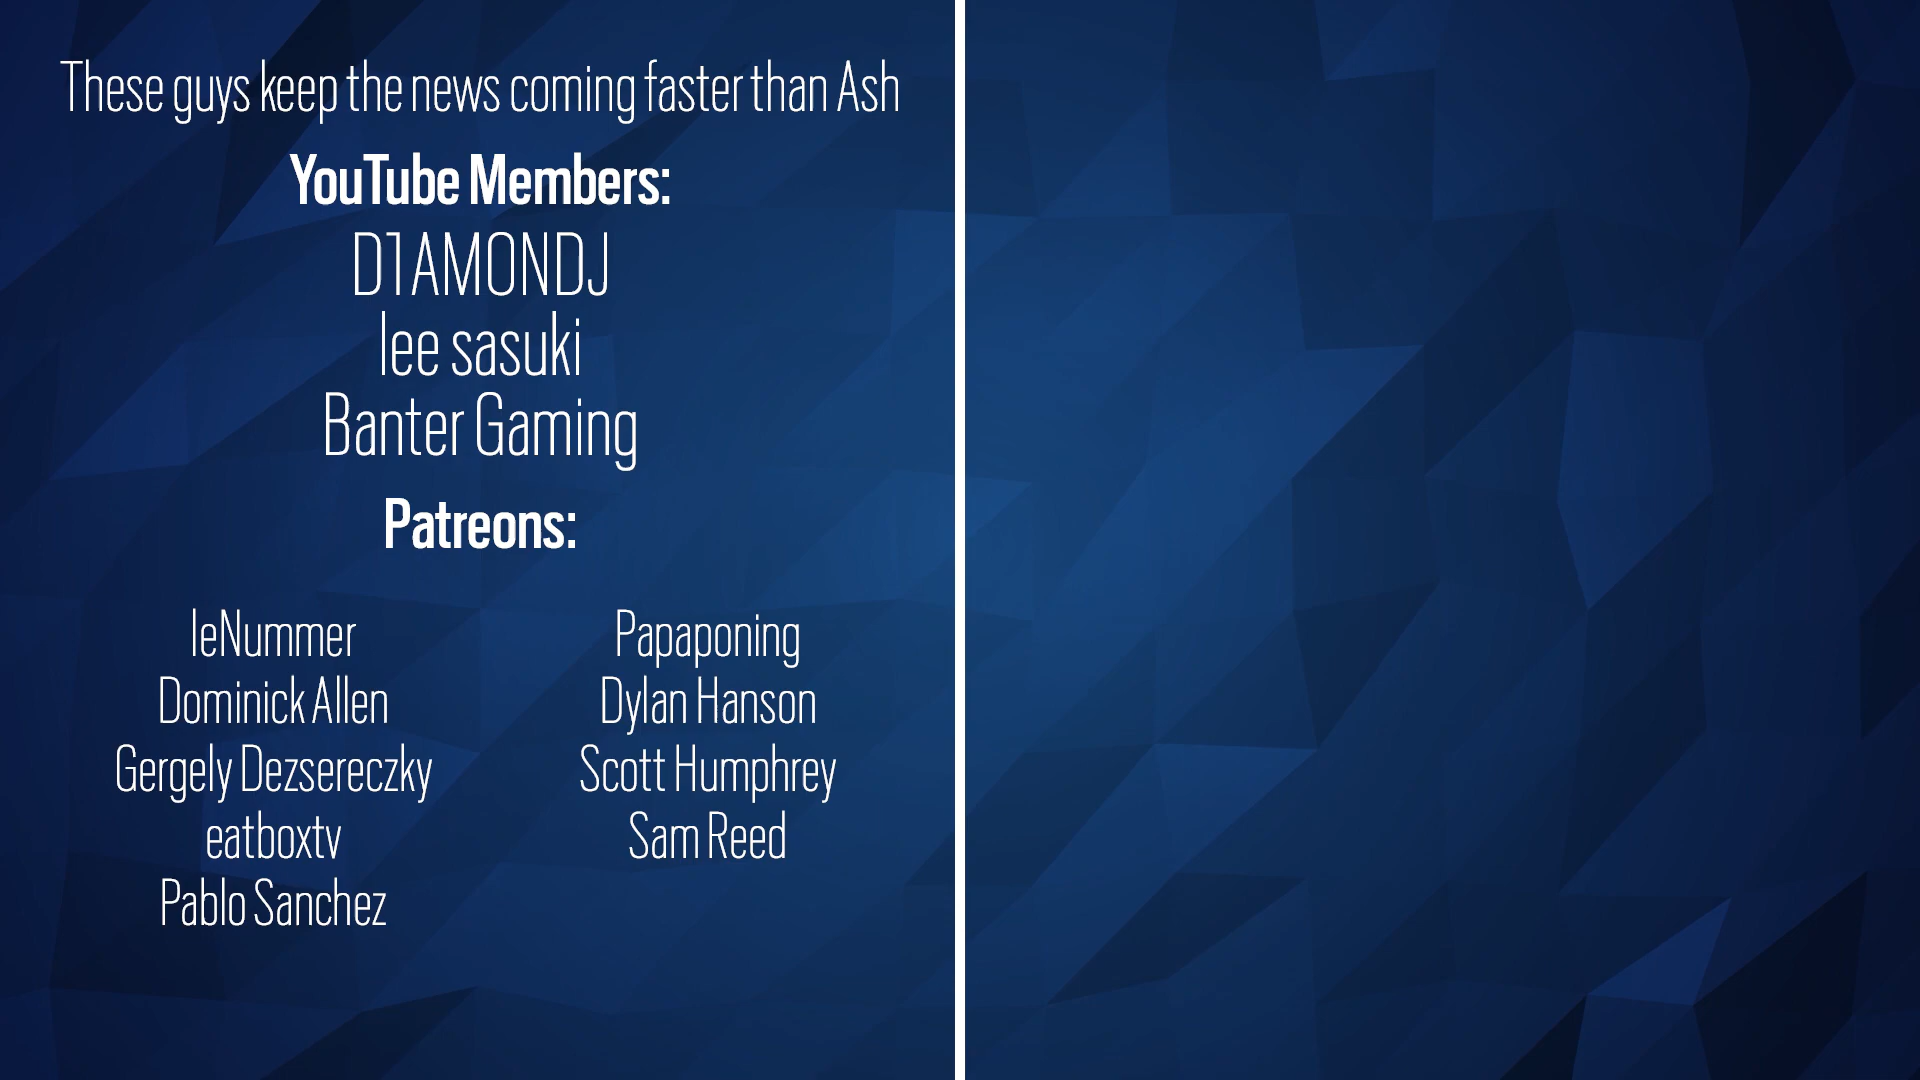 These guys keep the news coming faster than Ash
YouTube Members:
D1AMONDJ
lee sasuki
Banter Gaming
Patreons:
leNummer
Dominick Allen
Gergely Dezsereczky
eatboxtv
Pablo Sanchez
Papaponing
Dylan Hanson
Scott Humphrey
Sam Reed